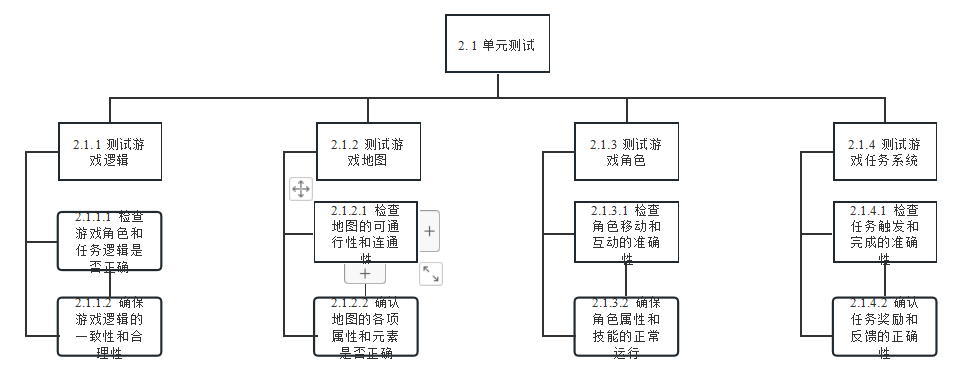 2.1 单元测试
2.1.1 测试游
戏逻辑
2.1.2 测试游
戏地图
2.1.3 测试游
戏角色
2.1.4 测试游
戏任务系统
2.1.1.1 检查
游戏角色和
任务逻辑是
否正确
2.1.2.1 检查
地图的可通
行性和连通
性
2.1.3.1 检查
角色移动和
互动的准确
性
2.1.4.1 检查
任务触发和
完成的准确
性
2.1.1.2 确保
游戏逻辑的
一致性和合
理性
2.1.2.2 确认
地图的各项
属性和元素
是否正确
2.1.3.2 确保
角色属性和
技能的正常
运行
2.1.4.2 确认
任务奖励和
反馈的正确
性